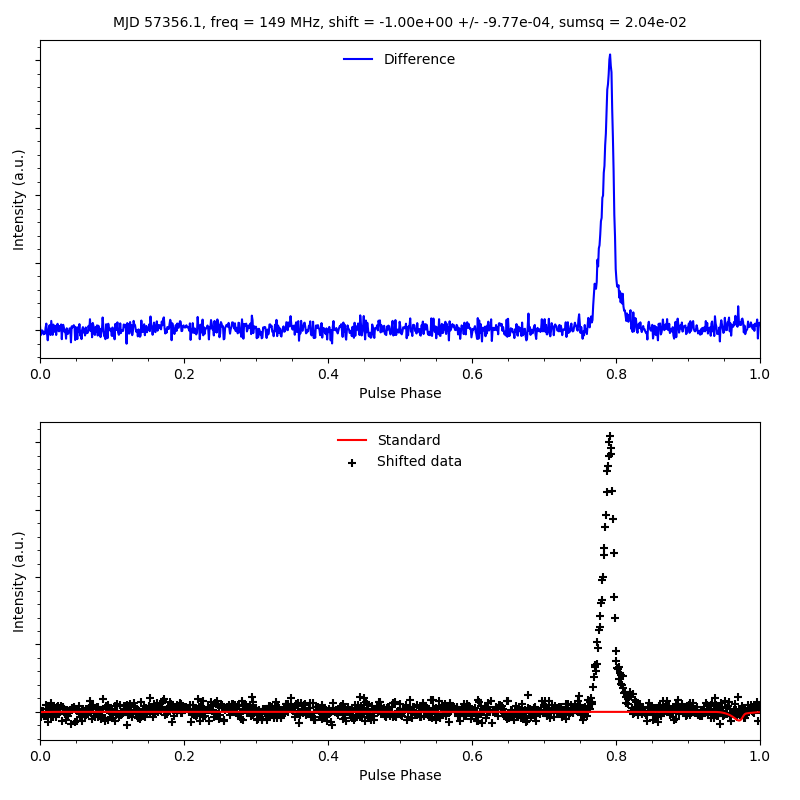 MJD 57356.1, freq = 149 MHz, shift = -1.00e+00 +/- -9.77e-04, sumsq = 2.04e-02
Difference
Intensity (a.u.)
0.0 0.2 0.4 0.6 0.8 1.0
Pulse Phase
Standard
Shifted data
Intensity (a.u.)
0.0 0.2 0.4 0.6 0.8 1.0
Pulse Phase